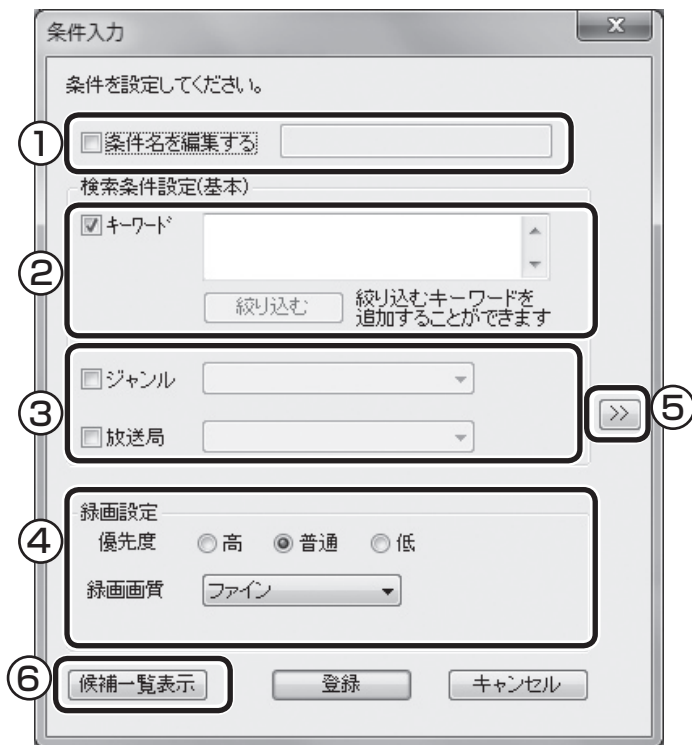 条件入力
条件を設定してください。
① 条件名を編集する
検索条件設定(基本)
② キーワード
絞り込む 絞り込むキーワードを
追加することができます
③ ジャンル
放送局
⑤ >>
④ 録画設定
優先度 高 普通 低
録画画質 ファイン
⑥ 候補一覧表示 登録 キャンセル